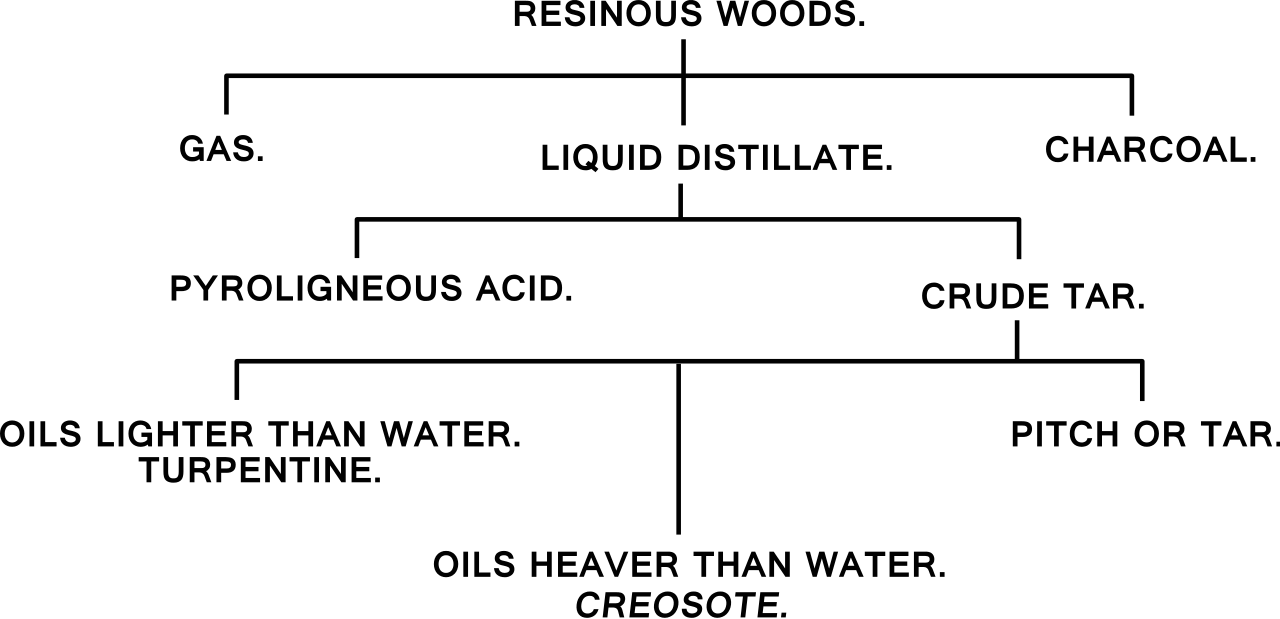 RESINOUS WOODS.
GAS.
LIQUID DISTILLATE.
CHARCOAL.
PYROLIGNEOUS ACID.
CRUDE TAR.
OILS LIGHTER THAN WATER.
TURPENTINE.
PITCH OR TAR.
OILS HEAVER THAN WATER.
CREOSOTE.